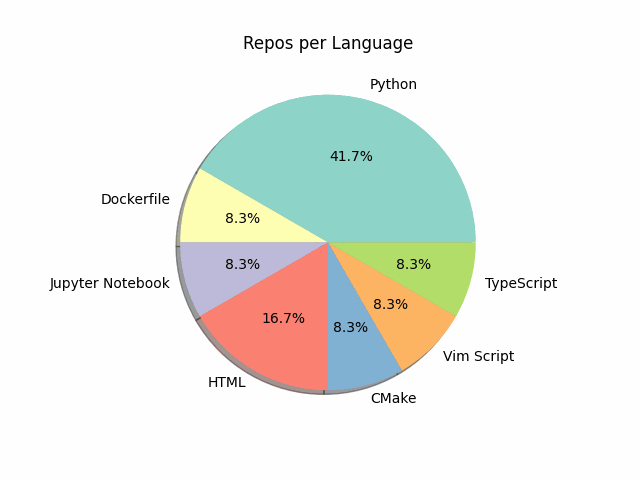 Repos per Language
Python
41.7%
Dockerfile
8.3%
Jupyter Notebook
8.3%
HTML
16.7%
CMake
8.3%
Vim Script
8.3%
TypeScript
8.3%